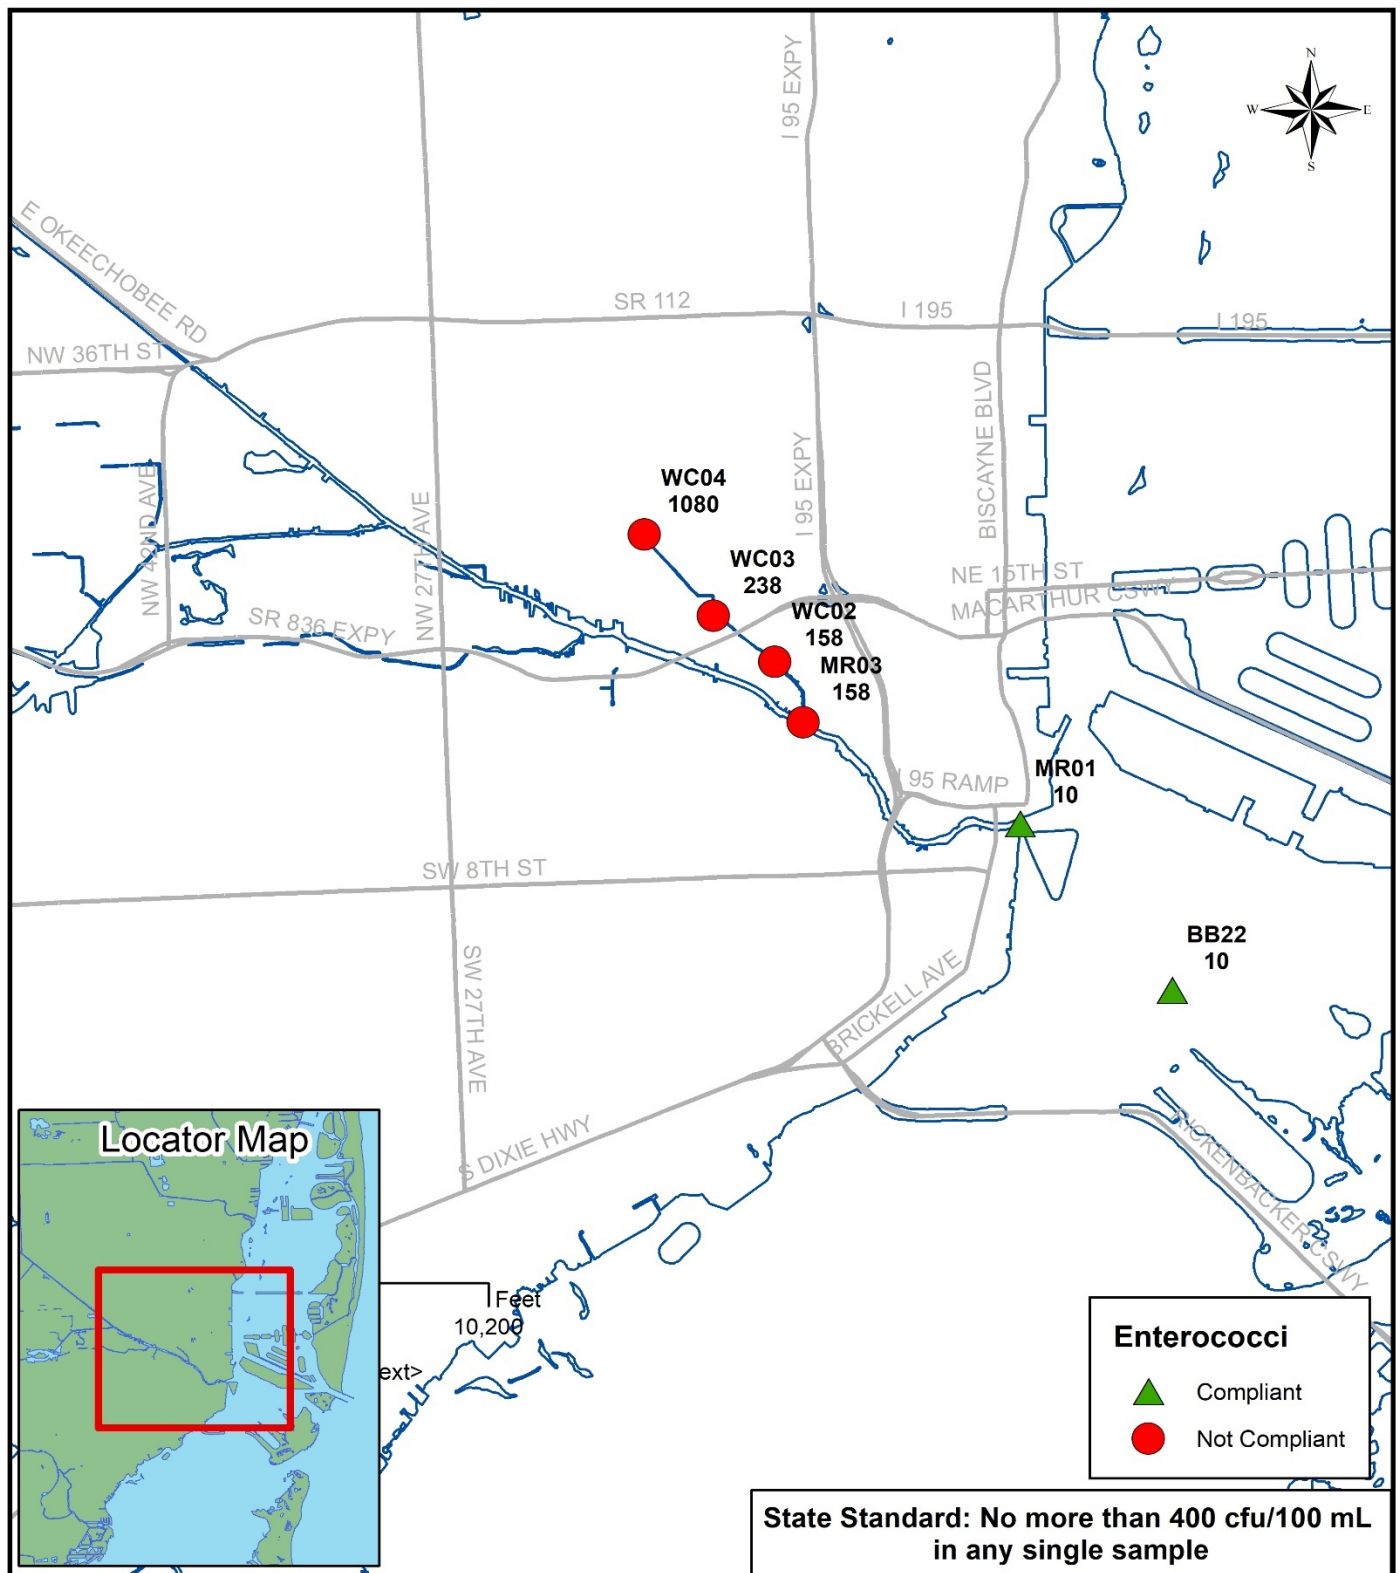 N
W
E
S
I 95 EXPY
E OKEECHOBEE RD
SR 112
I 195
I 195
NW 36TH ST
BISCAYNE BLVD
I 95 EXPY
NW 42ND AVE
NW 27TH AVE
WC04
1080
WC03
238
NE 15TH ST
MACARTHUR CSWY
WC02
158
SR 836 EXPY
MR03
158
MR01
10
I 95 RAMP
SW 8TH ST
BB22
10
SW 27TH AVE
BRICKELL AVE
S DIXIE HWY
RICKENBACKER CSWY
Locator Map
Feet
10,200
ext>
Enterococci
Compliant
Not Compliant
State Standard: No more than 400 cfu/100 mL
in any single sample